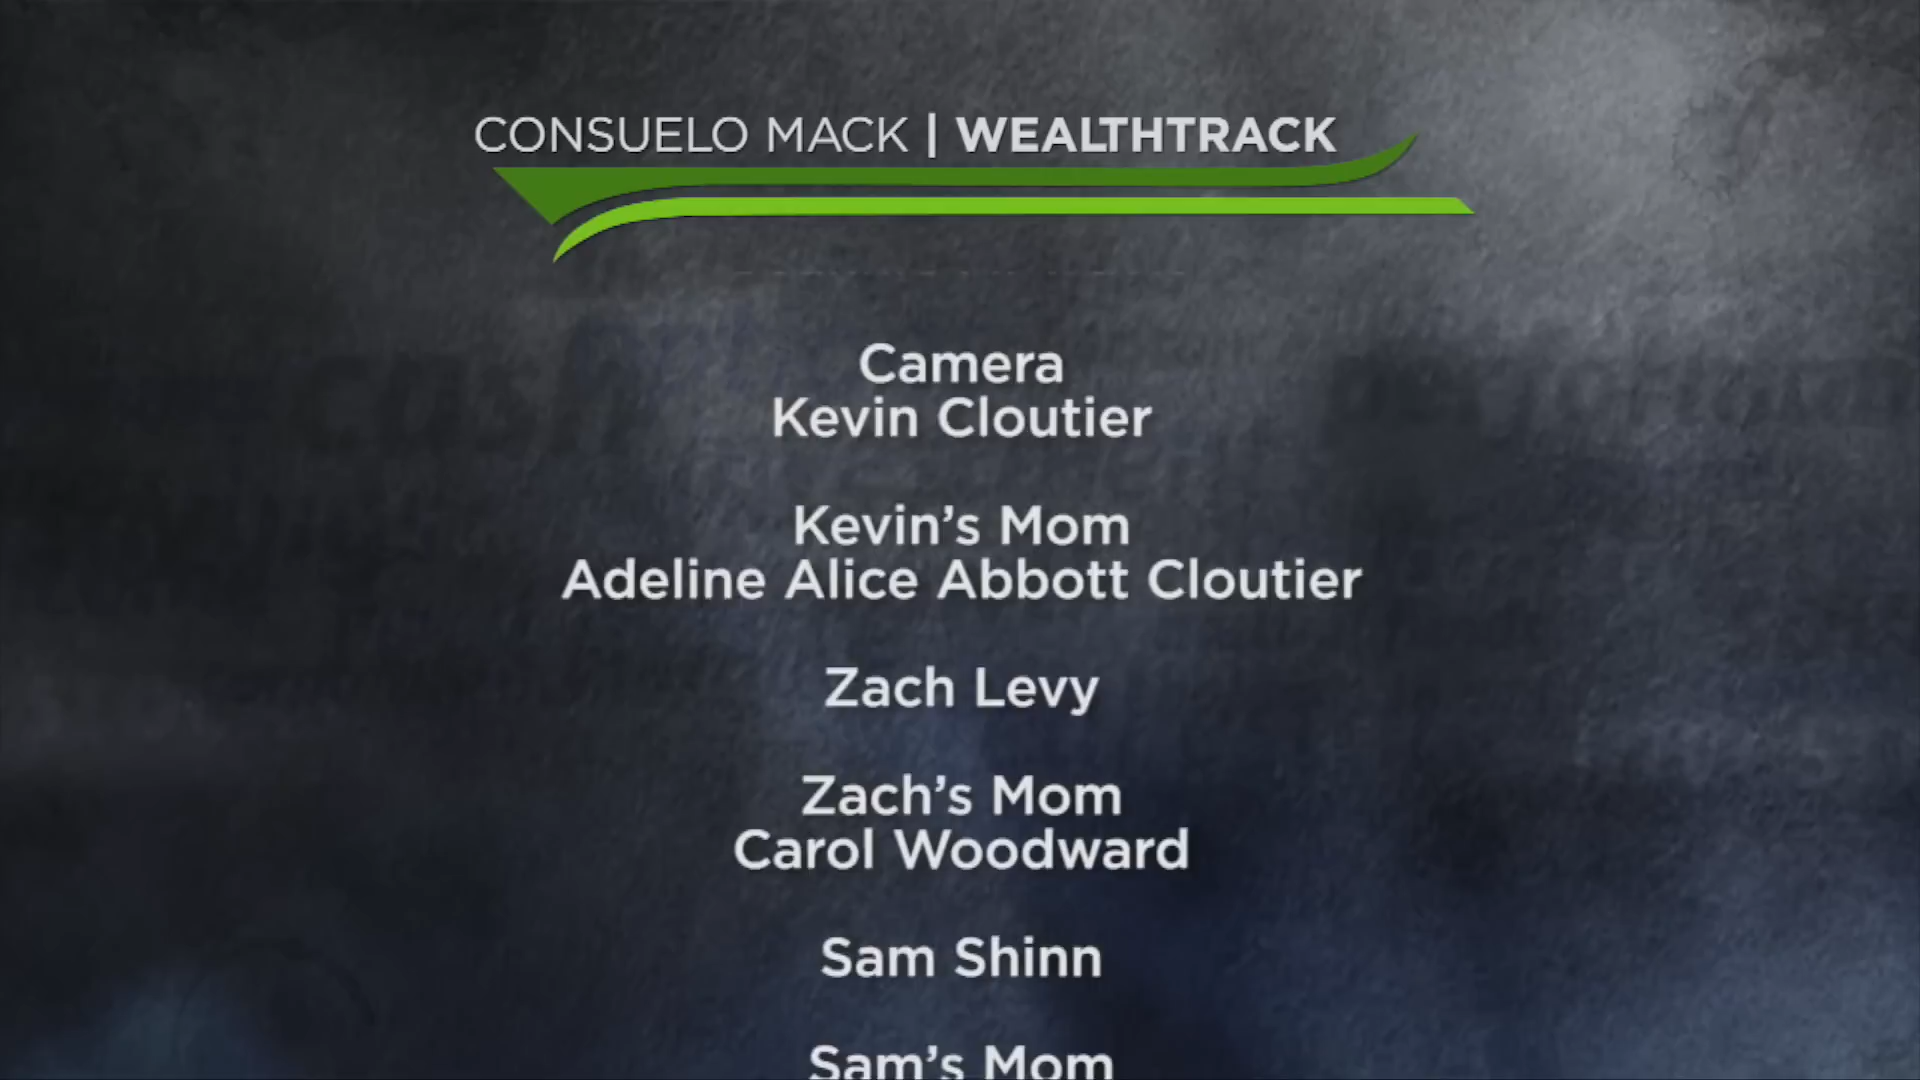 CONSUELO MACK | WEALTHTRACK
Camera
Kevin Cloutier
Kevin’s Mom
Adeline Alice Abbott Cloutier
Zach Levy
Zach’s Mom
Carol Woodward
Sam Shinn
Sam’s Mom